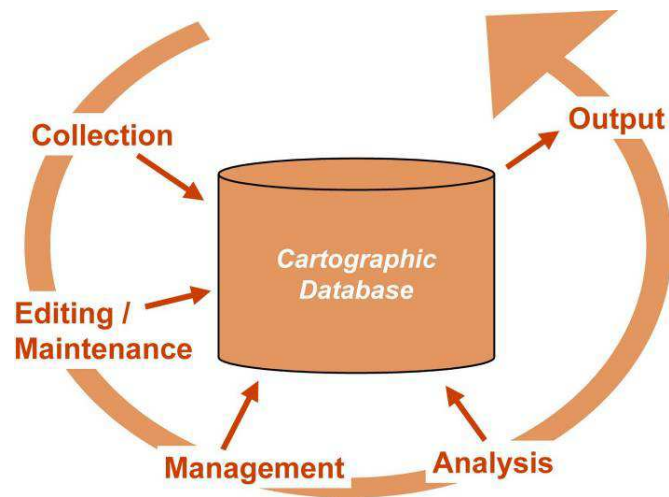 Collection
Output
Cartographic
Database
Editing /
Maintenance
Management
Analysis